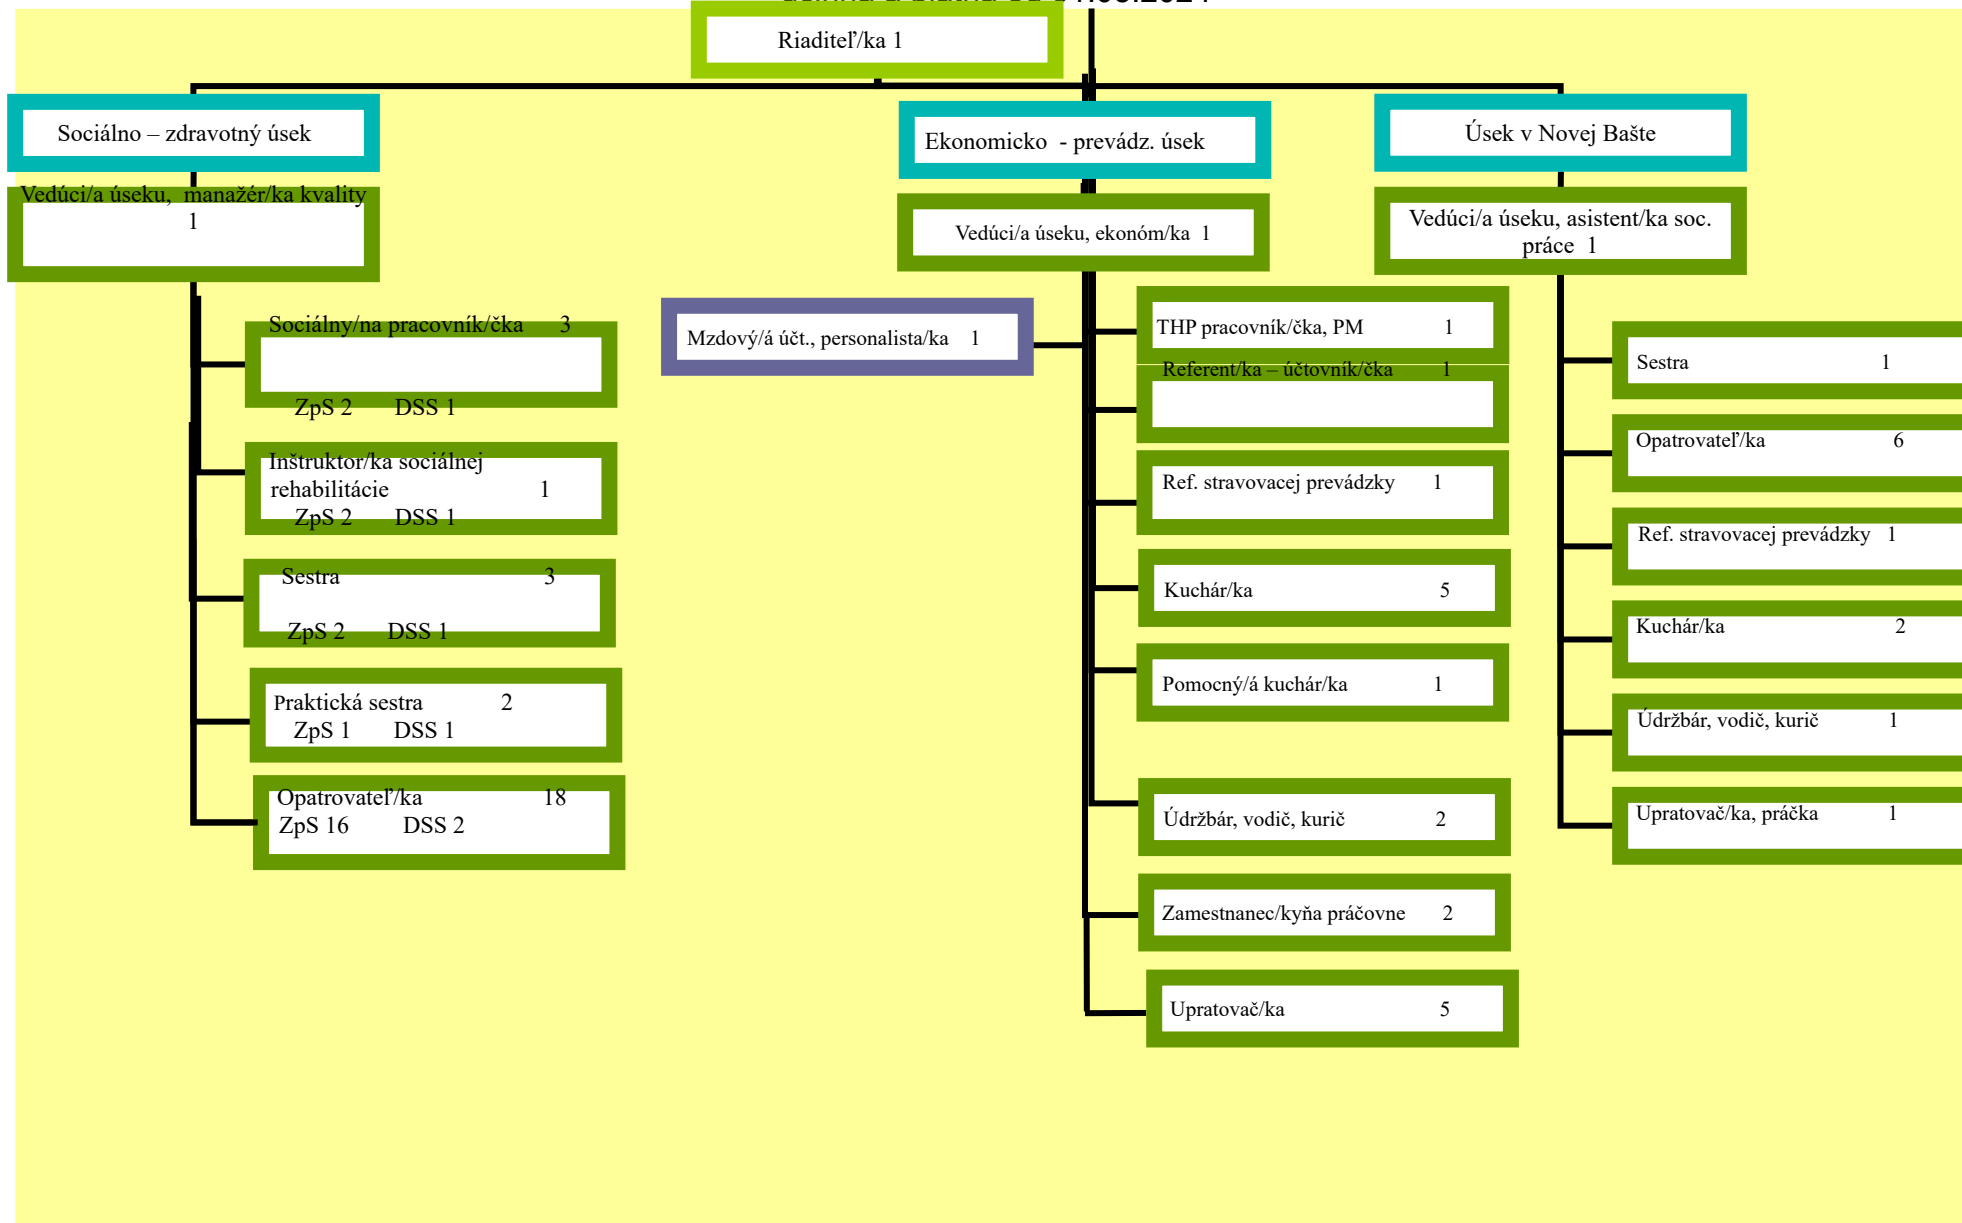 Riaditeľ/ka 1
Sociálno – zdravotný úsek
Vedúci/a úseku, manažér/ka kvality
1
Sociálny/na pracovník/čka 3
ZpS 2 DSS 1
Inštruktor/ka sociálnej
rehabilitácie 1
ZpS 2 DSS 1
Sestra 3
ZpS 2 DSS 1
Praktická sestra 2
ZpS 1 DSS 1
Opatrovateľ/ka 18
ZpS 16 DSS 2
Ekonomicko - prevádz. úsek
Vedúci/a úseku, ekonóm/ka 1
Mzdový/á účt., personalista/ka 1
THP pracovník/čka, PM 1
Referent/ka – účtovník/čka 1
Ref. stravovacej prevádzky 1
Kuchár/ka 5
Pomocný/á kuchár/ka 1
Údržbár, vodič, kurič 2
Zamestnanec/kyňa práčovne 2
Upratovač/ka 5
Úsek v Novej Bašte
Vedúci/a úseku, asistent/ka soc.
práce 1
Sestra 1
Opatrovateľ/ka 6
Ref. stravovacej prevádzky 1
Kuchár/ka 2
Údržbár, vodič, kurič 1
Upratovač/ka, práčka 1